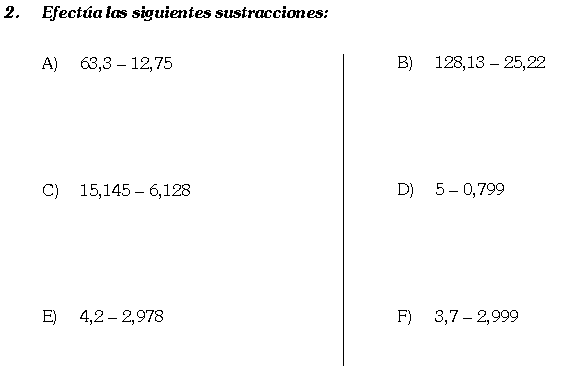 2. Efectúa las siguientes sustracciones:
A) 63,3 – 12,75
B) 128,13 – 25,22
C) 15,145 – 6,128
D) 5 – 0,799
E) 4,2 – 2,978
F) 3,7 – 2,999